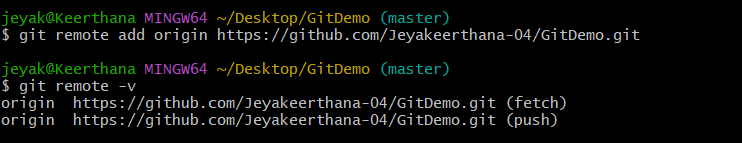 jeyak@Keerthana MINGW64 ~/Desktop/GitDemo (master)
$ git remote add origin https://github.com/Jeyakeerthana-04/GitDemo.git
jeyak@Keerthana MINGW64 ~/Desktop/GitDemo (master)
$ git remote -v
origin  https://github.com/Jeyakeerthana-04/GitDemo.git (fetch)
origin  https://github.com/Jeyakeerthana-04/GitDemo.git (push)